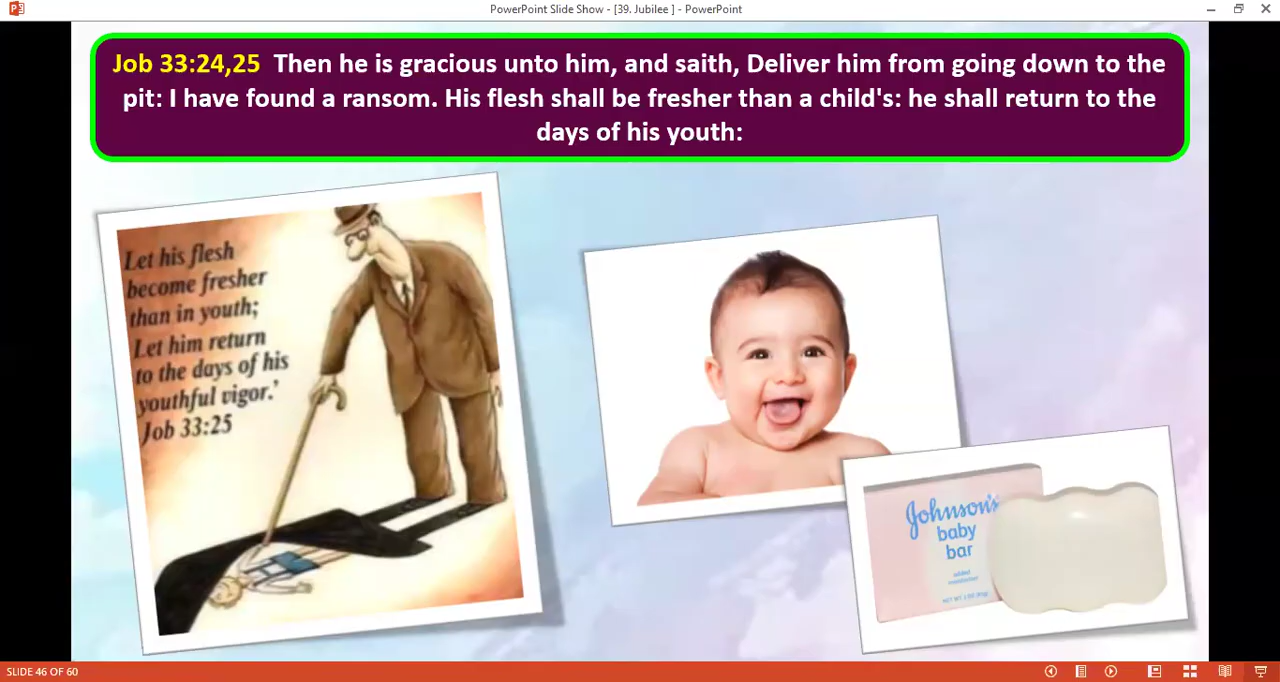 PowerPoint Slide Show - [39. Jubilee ] - PowerPoint
Job 33:24,25 Then he is gracious unto him, and saith, Deliver him from going down to the
pit: I have found a ransom. His flesh shall be fresher than a child's: he shall return to the
days of his youth:
Let his flesh
become fresher
than in youth;
Let him return
to the days of his
youthful vigor.'
Job 33:25
Johnson's
baby
bar
added
moisturizer
SLIDE 46 OF 60